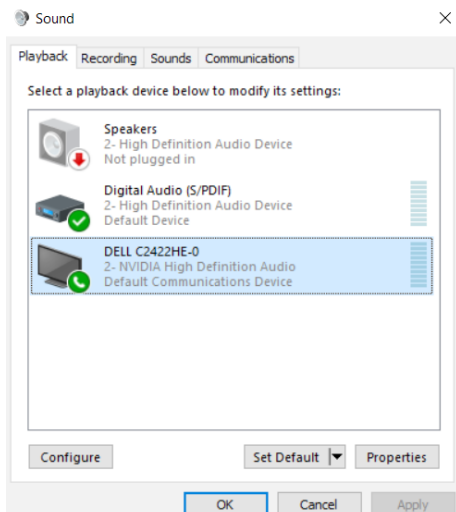 Sound
Playback Recording Sounds Communications
Select a playback device below to modify its settings:
Speakers
2- High Definition Audio Device
Not plugged in
Digital Audio (S/PDIF)
2- High Definition Audio Device
Default Device
DELL C2422HE-0
2- NVIDIA High Definition Audio
Default Communications Device
Configure Set Default Properties
OK Cancel Apply